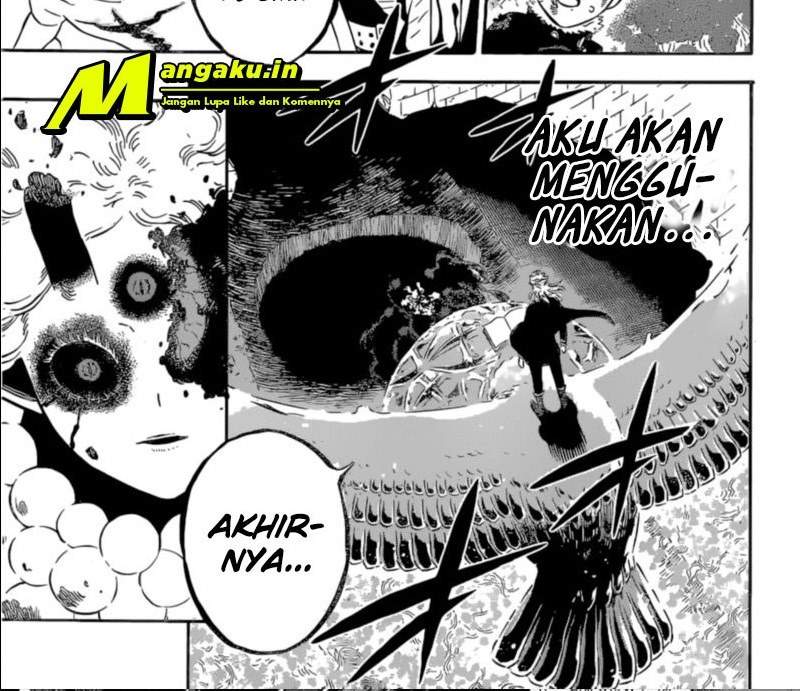 Mangaku.in
Jangan Lupa Like dan Komennya
AKU AKAN
MENGGU-
NAKAN...
AKHIR-
NYA...